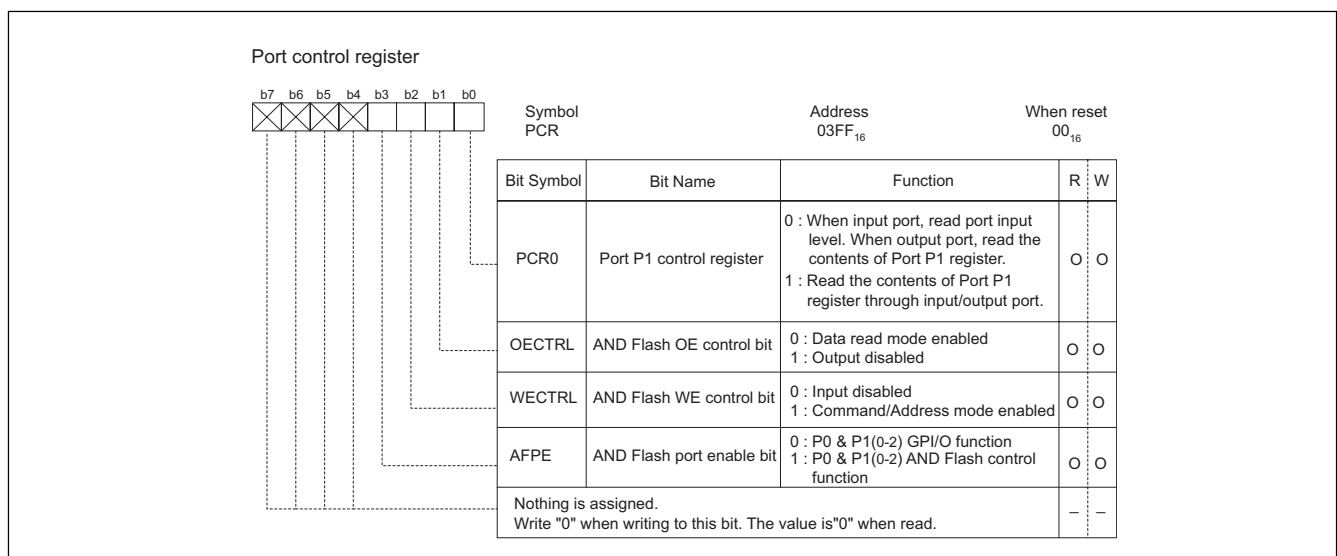 Port control register
b7 b6 b5 b4 b3 b2 b1 b0
Symbol Address When reset
PCR 03FF16 0016
Bit Symbol Bit Name Function R W
PCR0 Port P1 control register 0 : When input port, read port input
level. When output port, read the
contents of Port P1 register.
1 : Read the contents of Port P1
register through input/output port.
O O
OECTRL AND Flash OE control bit 0 : Data read mode enabled
1 : Output disabled
O O
WECTRL AND Flash WE control bit 0 : Input disabled
1 : Command/Address mode enabled
O O
AFPE AND Flash port enable bit 0 : P0 & P1(0-2) GPI/O function
1 : P0 & P1(0-2) AND Flash control
function
O O
Nothing is assigned.
Write "0" when writing to this bit. The value is"0" when read.
– –